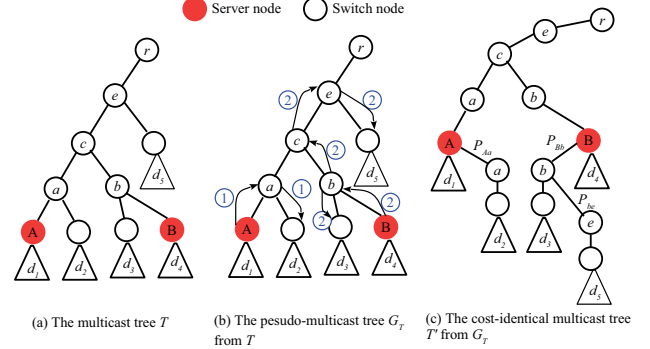 Server node
Switch node
r
e
c
a
b
A
B
d1
d2
d3
d4
d5
r
e
c
a
b
A
B
1
1
2
2
2
2
2
d1
d2
d3
d4
d5
r
e
c
a
b
A
B
PAa
PBb
a
b
Pbe
e
d1
d2
d3
d4
d5
(a) The multicast tree T
(b) The pesudo-multicast tree GT
from T
(c) The cost-identical multicast tree
T' from GT